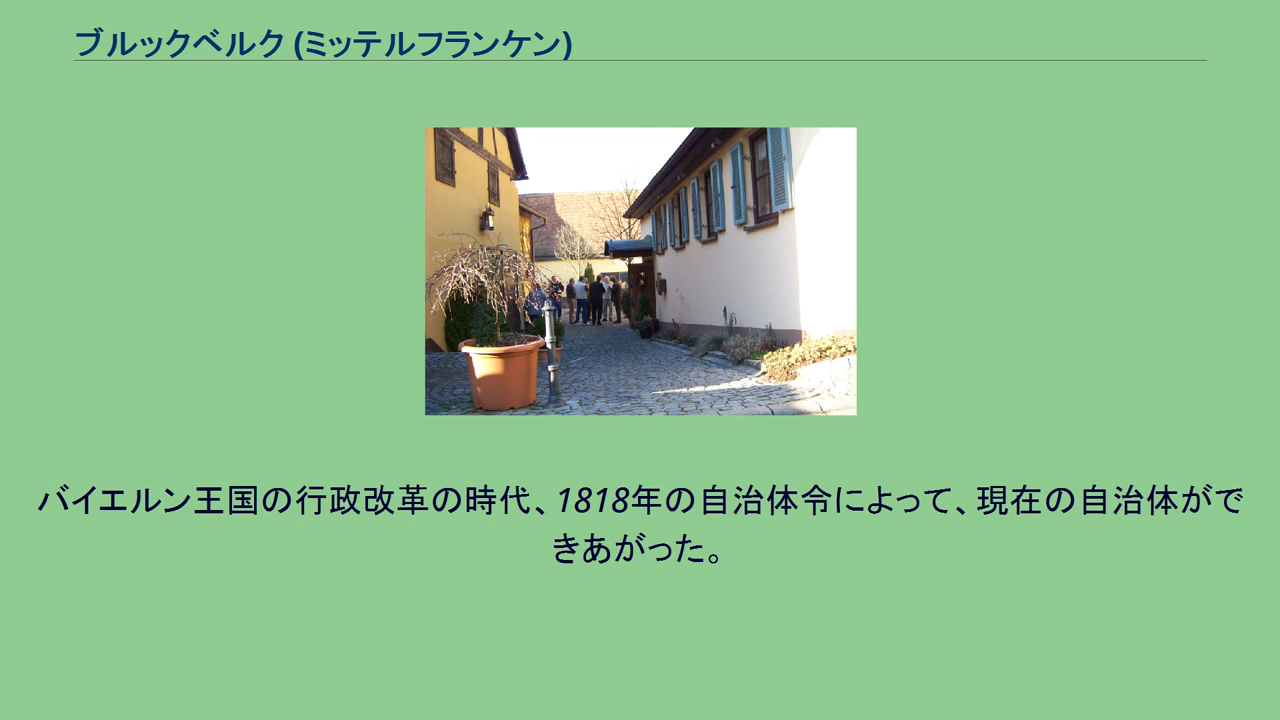 ブルックベルク (ミッテルフランケン)
バイエルン王国の行政改革の時代、1818年の自治体令によって、現在の自治体がで
きあがった。